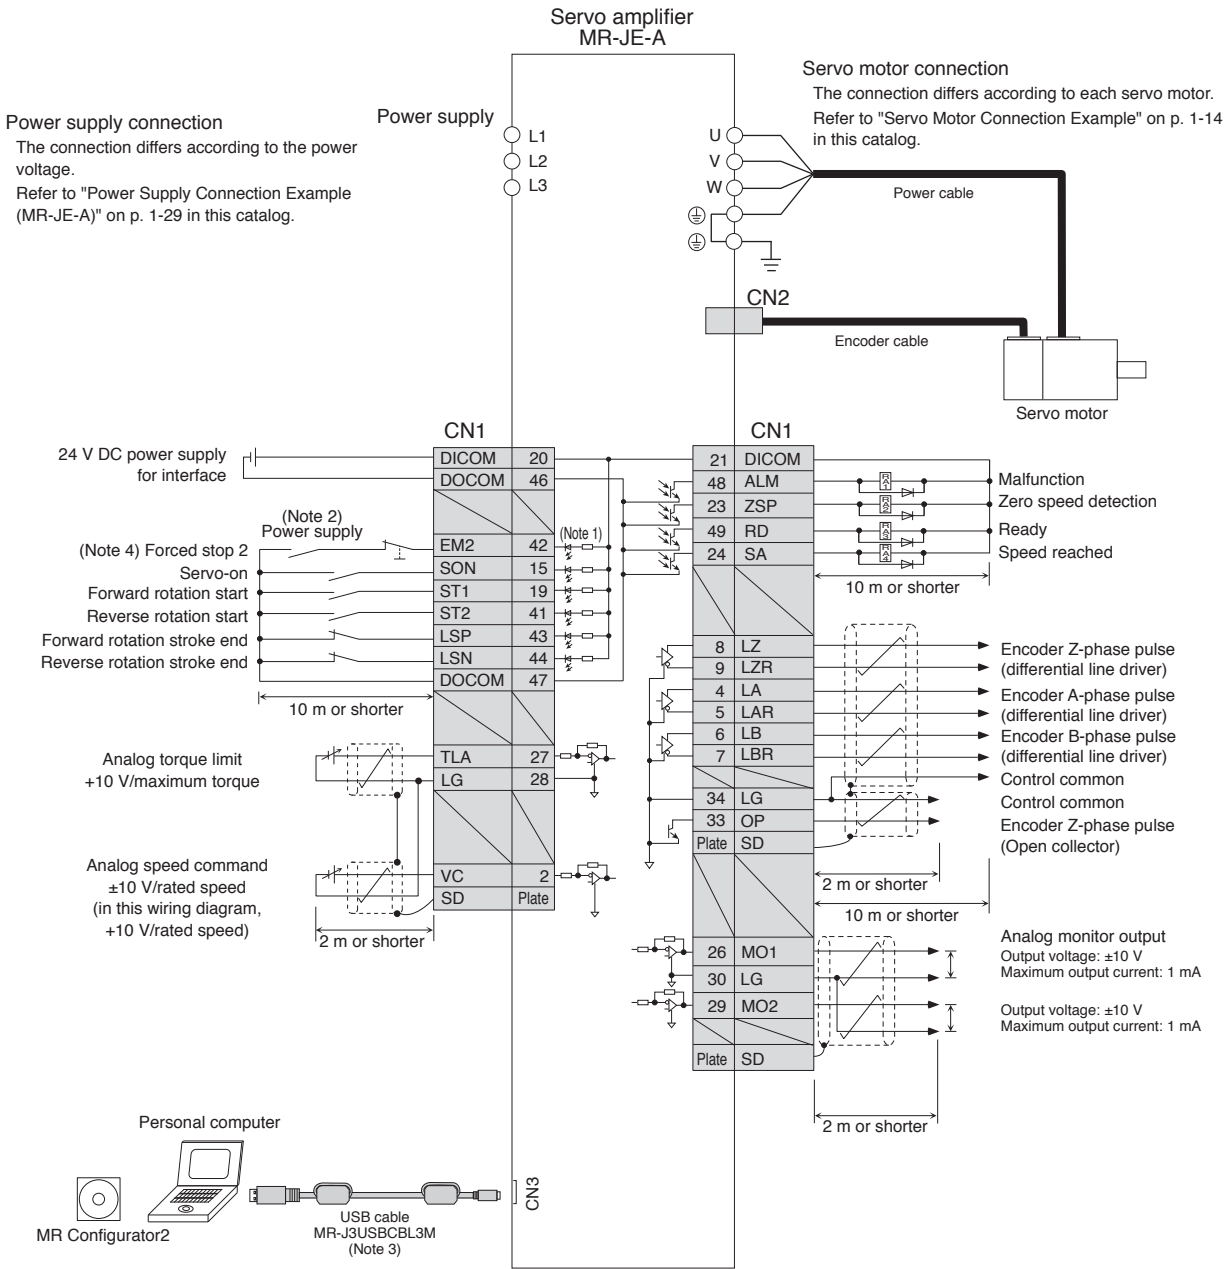 Servo amplifier
MR-JE-A
Servo motor connection
The connection differs according to each servo motor.
Refer to "Servo Motor Connection Example" on p. 1-14
in this catalog.
Power supply connection
The connection differs according to the power
voltage.
Refer to "Power Supply Connection Example
(MR-JE-A)" on p. 1-29 in this catalog.
Power supply
L1
L2
L3
U
V
W
Power cable
CN2
Encoder cable
Servo motor
CN1
24 V DC power supply
for interface
DICOM 20
DOCOM 46
(Note 2)
Power supply
(Note 1)
(Note 4) Forced stop 2 EM2 42
Servo-on SON 15
Forward rotation start ST1 19
Reverse rotation start ST2 41
Forward rotation stroke end LSP 43
Reverse rotation stroke end LSN 44
DOCOM 47
10 m or shorter
Analog torque limit
+10 V/maximum torque
TLA 27
LG 28
Analog speed command
±10 V/rated speed
(in this wiring diagram,
+10 V/rated speed)
VC 2
SD Plate
2 m or shorter
CN1
21 DICOM
48 ALM RA1 Malfunction
23 ZSP RA2 Zero speed detection
49 RD RA3 Ready
24 SA RA4 Speed reached
10 m or shorter
8 LZ
9 LZR
Encoder Z-phase pulse
(differential line driver)
4 LA
5 LAR
Encoder A-phase pulse
(differential line driver)
6 LB
7 LBR
Encoder B-phase pulse
(differential line driver)
Control common
34 LG Control common
33 OP
Encoder Z-phase pulse
(Open collector)
Plate SD
2 m or shorter
10 m or shorter
Analog monitor output
26 MO1
30 LG
Output voltage: ±10 V
Maximum output current: 1 mA
29 MO2
Output voltage: ±10 V
Maximum output current: 1 mA
Plate SD
2 m or shorter
Personal computer
MR Configurator2
USB cable
MR-J3USBCBL3M
(Note 3)
CN3